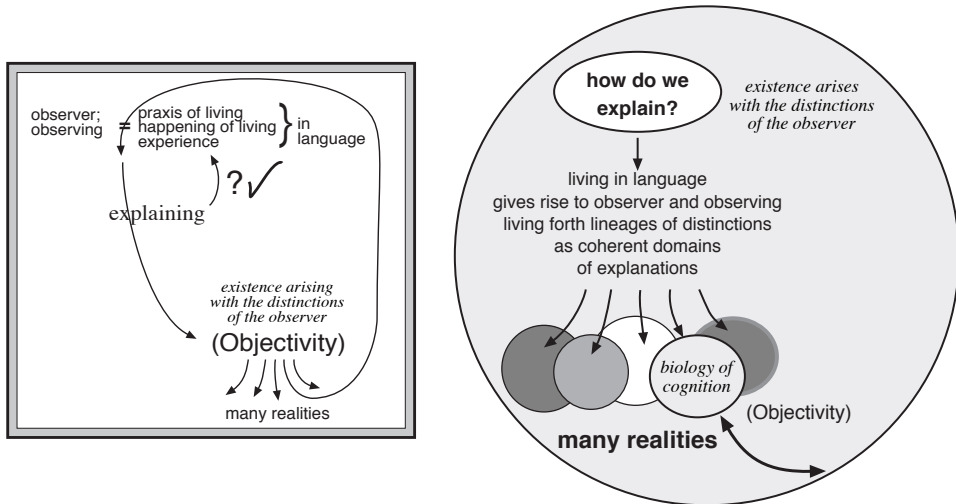 observer;
observing
=
praxis of living
happening of living
experience
}
in
language
?✓
explaining
existence arising
with the distinctions
of the observer
(Objectivity)
many realities
how do we
explain?
existence arises
with the distinctions
of the observer
living in language
gives rise to observer and observing
living forth lineages of distinctions
as coherent domains
of explanations
biology of
cognition
(Objectivity)
many realities